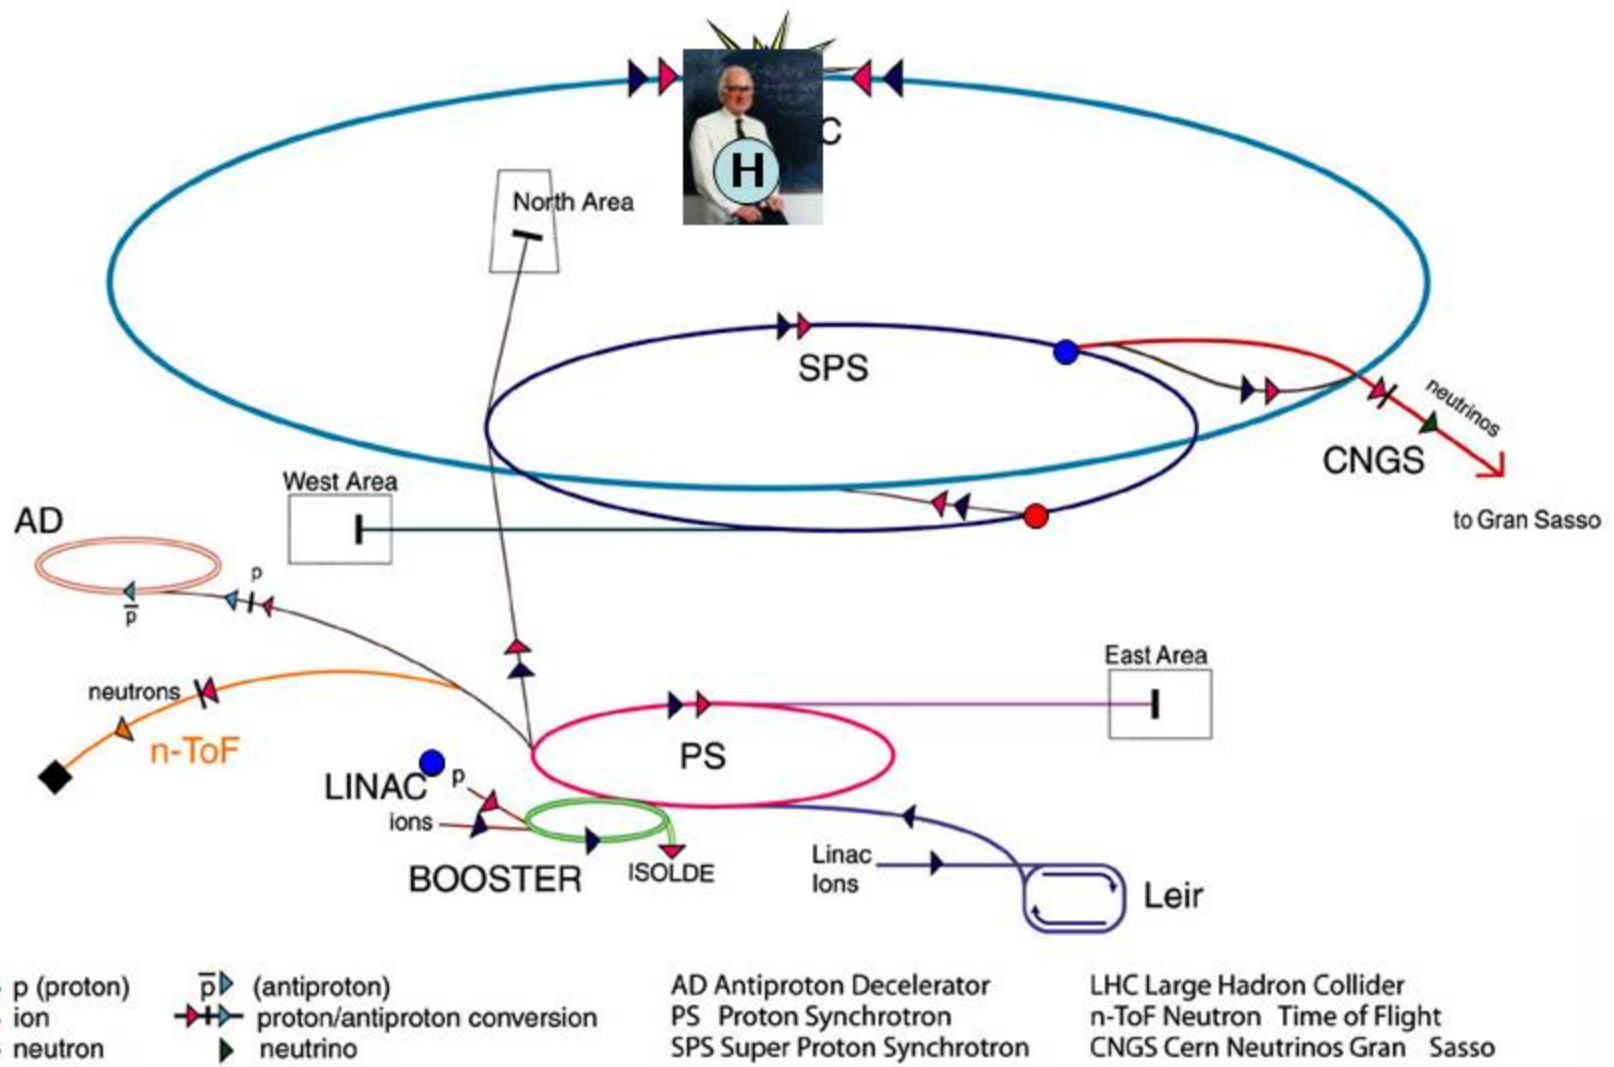 C
H
North Area
SPS
neutrinos
CNGS
to Gran Sasso
West Area
AD
p
p̅
East Area
neutrons
n-ToF
PS
LINAC
p
ions
BOOSTER
ISOLDE
Linac
Ions
Leir
p (proton)
ion
neutron
p̅ (antiproton)
proton/antiproton conversion
neutrino
AD Antiproton Decelerator
PS Proton Synchrotron
SPS Super Proton Synchrotron
LHC Large Hadron Collider
n-ToF Neutron Time of Flight
CNGS Cern Neutrinos Gran Sasso